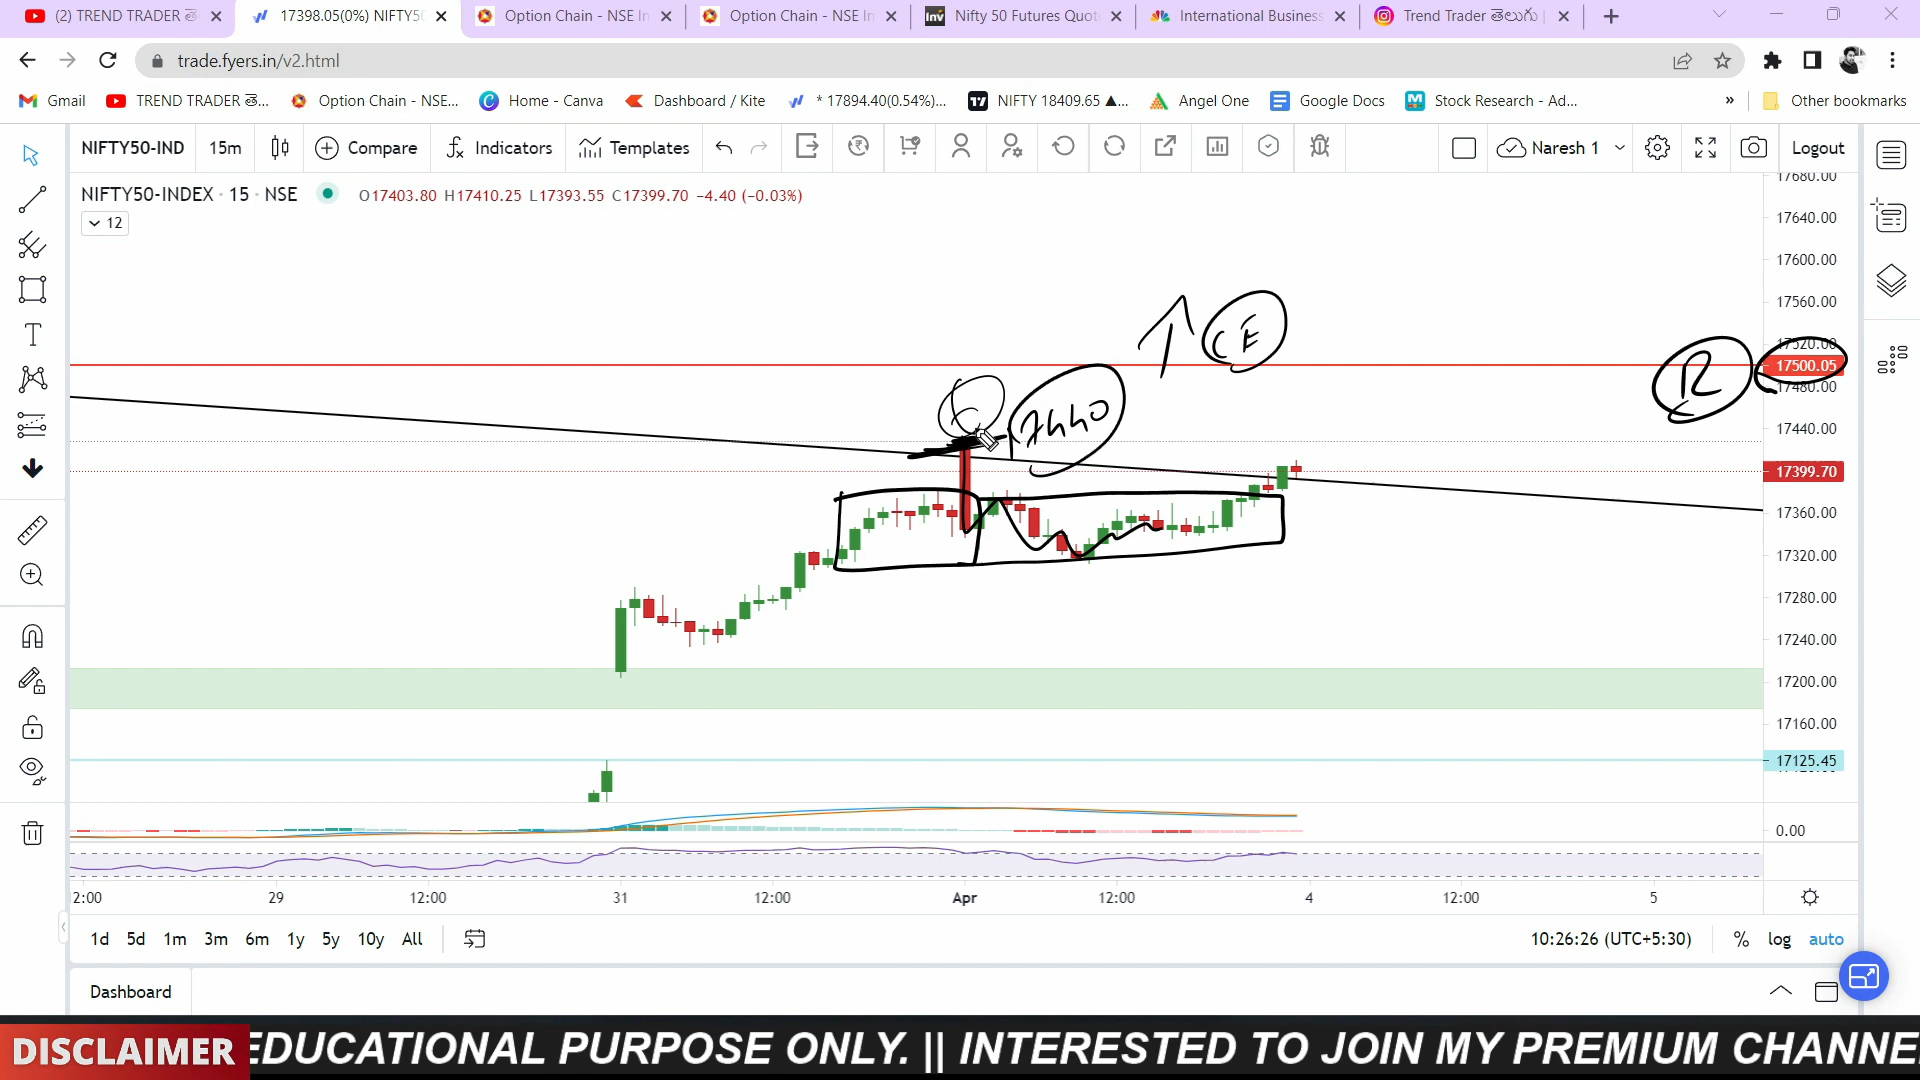 (2) TREND TRADER తె
17398.05(0%) NIFTY5
Option Chain - NSE In
Option Chain - NSE In
Nifty 50 Futures Quot
International Business
Trend Trader తెలుగు |
trade.fyers.in/v2.html
Gmail
TREND TRADER తె...
Option Chain - NSE...
Home - Canva
Dashboard / Kite
* 17894.40(0.54%)...
NIFTY 18409.65 ▲...
Angel One
Google Docs
Stock Research - Ad...
»
Other bookmarks
NIFTY50-IND
15m
Compare
Indicators
Templates
Naresh 1
Logout
NIFTY50-INDEX · 15 · NSE
O17403.80 H17410.25 L17393.55 C17399.70 −4.40 (−0.03%)
12
17680.00
17640.00
17600.00
17560.00
CE
17520.00
17500.05
R
17480.00
17440
17440.00
17399.70
17360.00
17320.00
17280.00
17240.00
17200.00
17160.00
17125.45
0.00
2:00
29
12:00
31
12:00
Apr
12:00
4
12:00
5
1d 5d 1m 3m 6m 1y 5y 10y All
10:26:26 (UTC+5:30)
% log auto
Dashboard
DISCLAIMER
EDUCATIONAL PURPOSE ONLY. || INTERESTED TO JOIN MY PREMIUM CHANNE